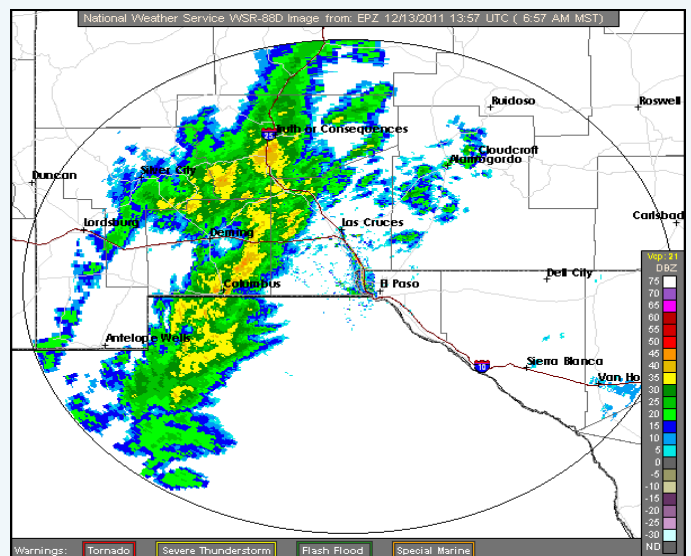 National Weather Service WSR-88D Image from: EPZ 12/13/2011 13:57 UTC ( 6:57 AM MST)
Ruidoso
Roswell
75
Truth or Consequences
Cloudcroft
Alamogordo
Duncan
Silver City
Carlsbad
Lordsburg
Deming
Las Cruces
Vcp: 21
DBZ
Dell City
Columbus
El Paso
75
70
65
60
55
50
45
40
35
30
25
20
15
10
5
0
-5
-10
-15
-20
-25
-30
ND
Antelope Wells
Sierra Blanca
10
Van Ho
Warnings: Tornado Severe Thunderstorm Flash Flood Special Marine